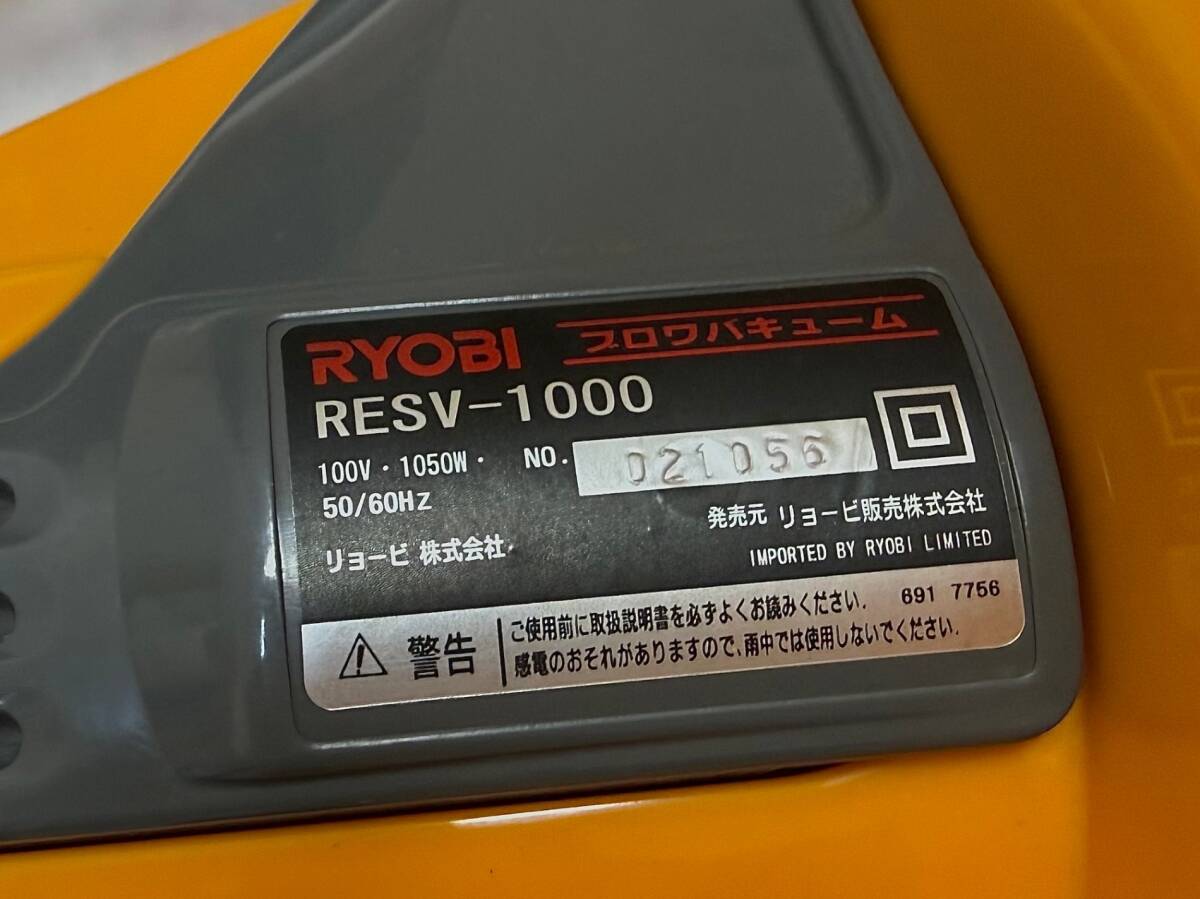 RYOBI ブロワバキューム
RESV-1000
100V・1050W・ NO. 021056
50/60Hz
発売元 リョービ販売株式会社
リョービ 株式会社
IMPORTED BY RYOBI LIMITED
警告
ご使用前に取扱説明書を必ずよくお読みください. 691 7756
感電のおそれがありますので,雨中では使用しないでください.